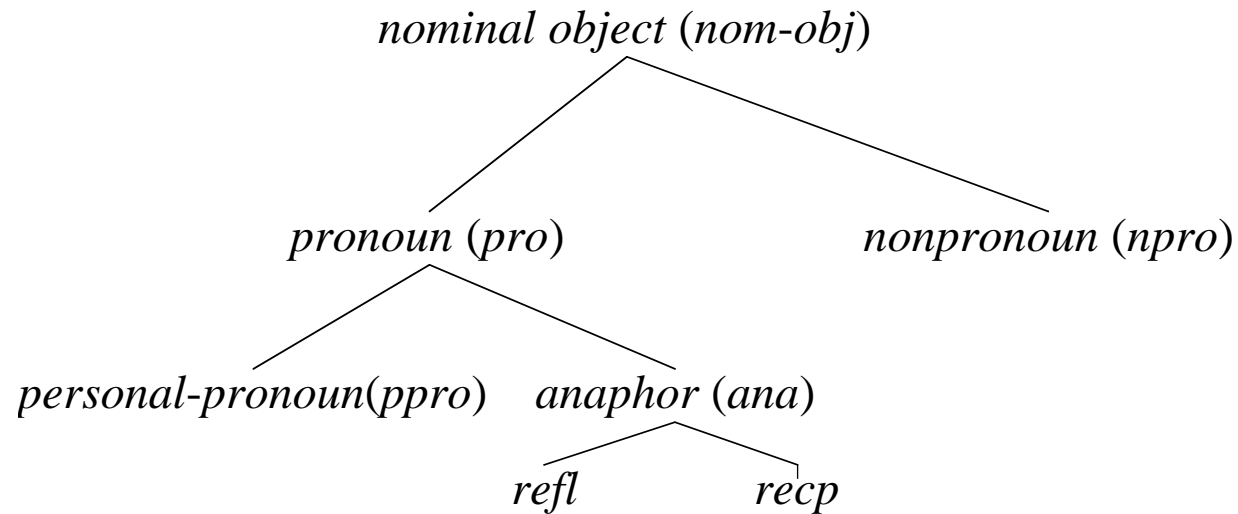 nominal object (nom-obj)
pronoun (pro) nonpronoun (npro)
personal-pronoun(ppro) anaphor (ana)
refl recp